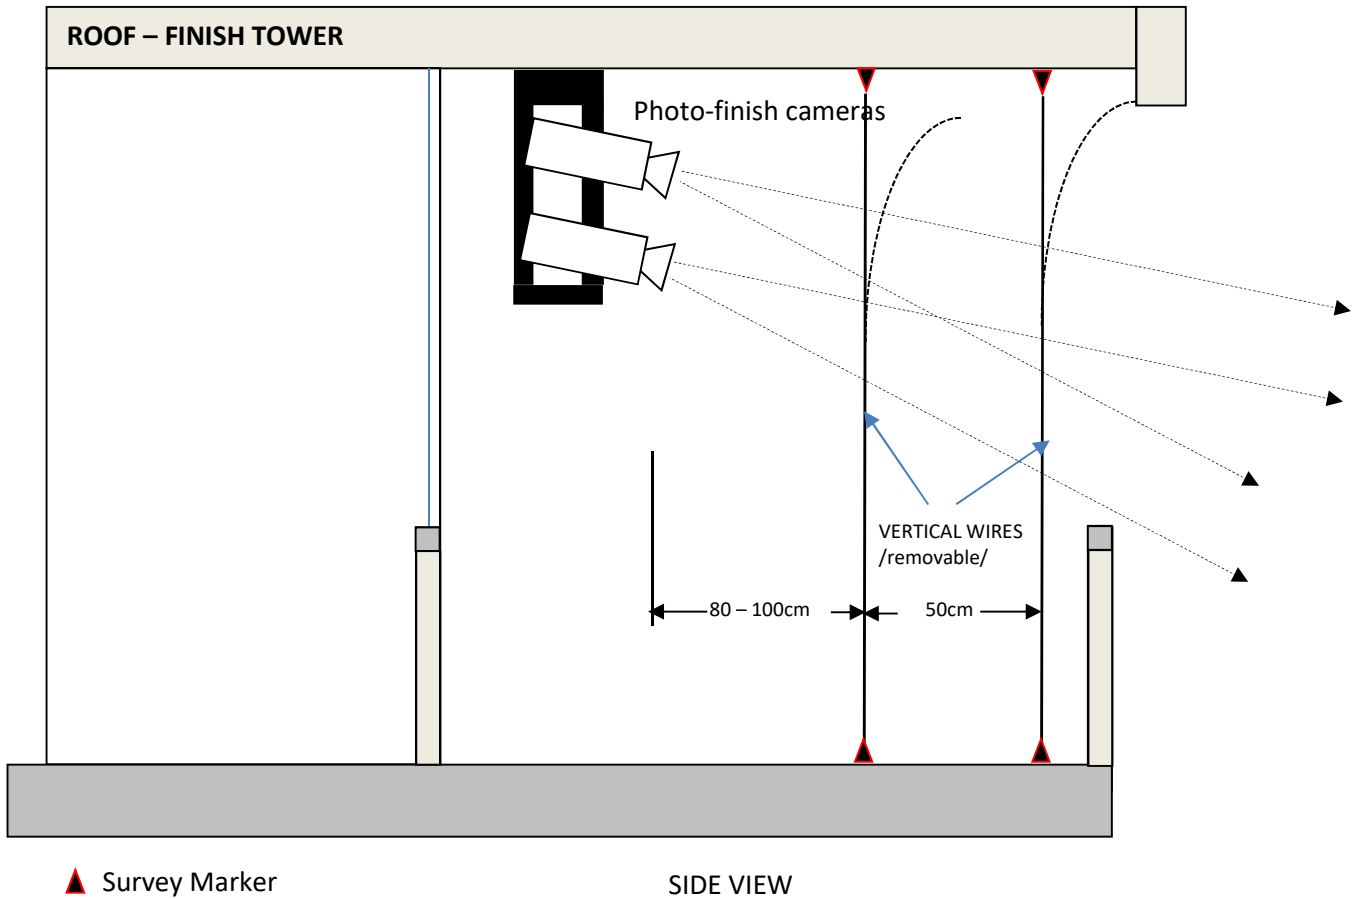 ROOF – FINISH TOWER
Photo-finish cameras
VERTICAL WIRES
/removable/
80 – 100cm
50cm
Survey Marker
SIDE VIEW